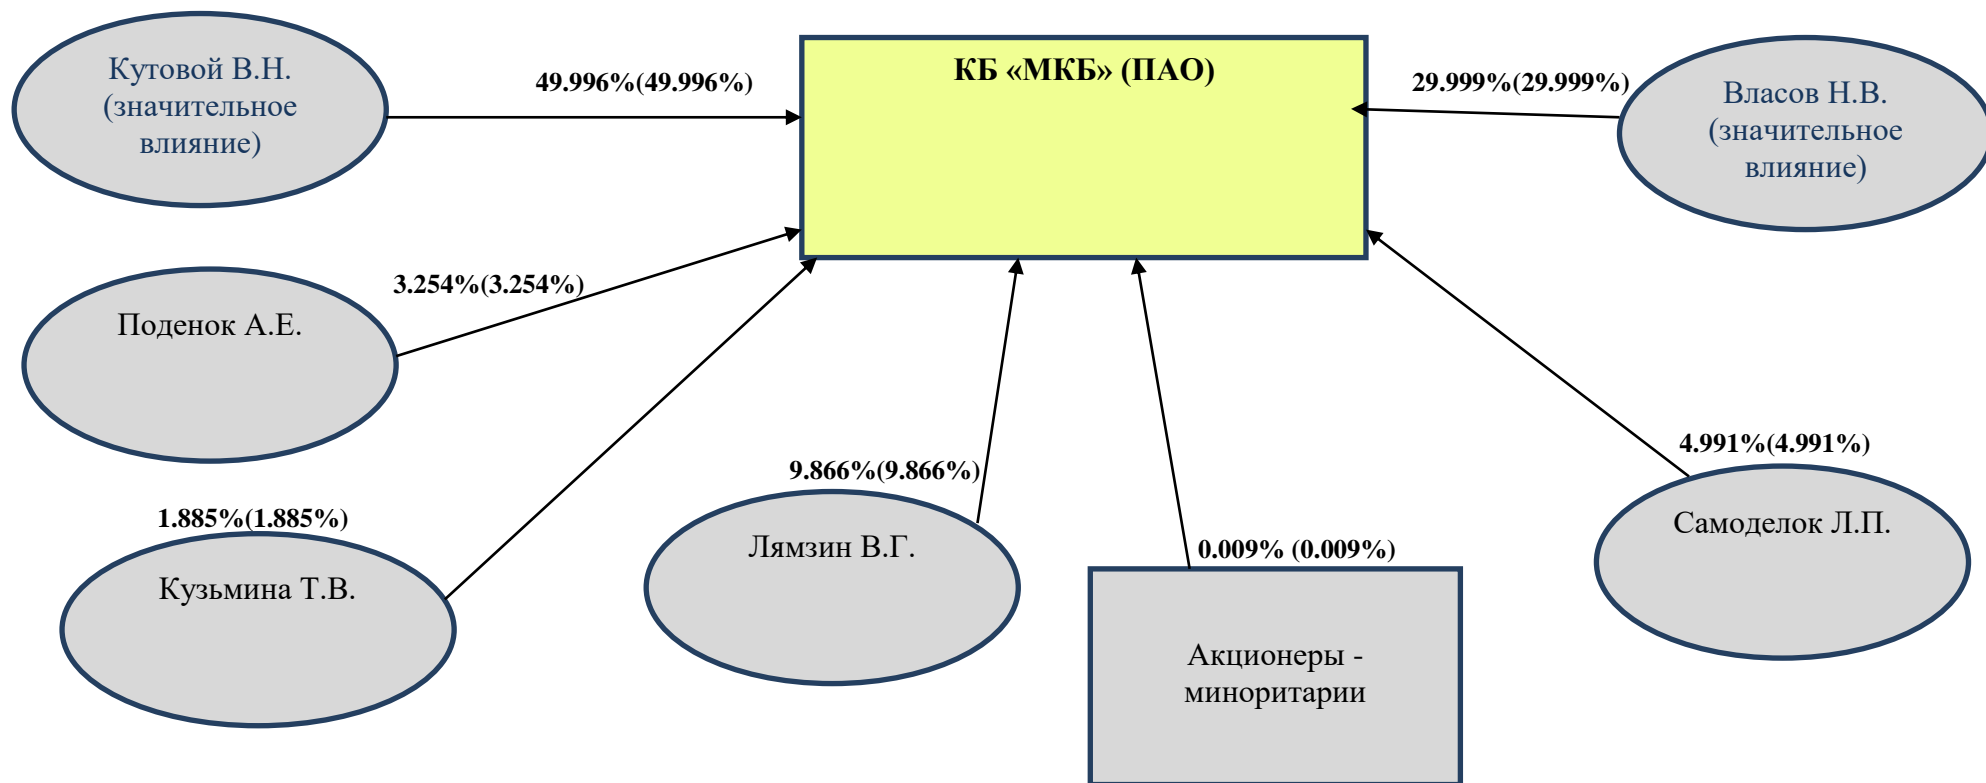 Кутовой В.Н.
(значительное
влияние)
49.996%(49.996%)
КБ «МКБ» (ПАО)
29.999%(29.999%)
Власов Н.В.
(значительное
влияние)
3.254%(3.254%)
Поденок А.Е.
1.885%(1.885%)
Кузьмина Т.В.
9.866%(9.866%)
Лямзин В.Г.
0.009% (0.009%)
Акционеры -
миноритарии
4.991%(4.991%)
Самоделок Л.П.